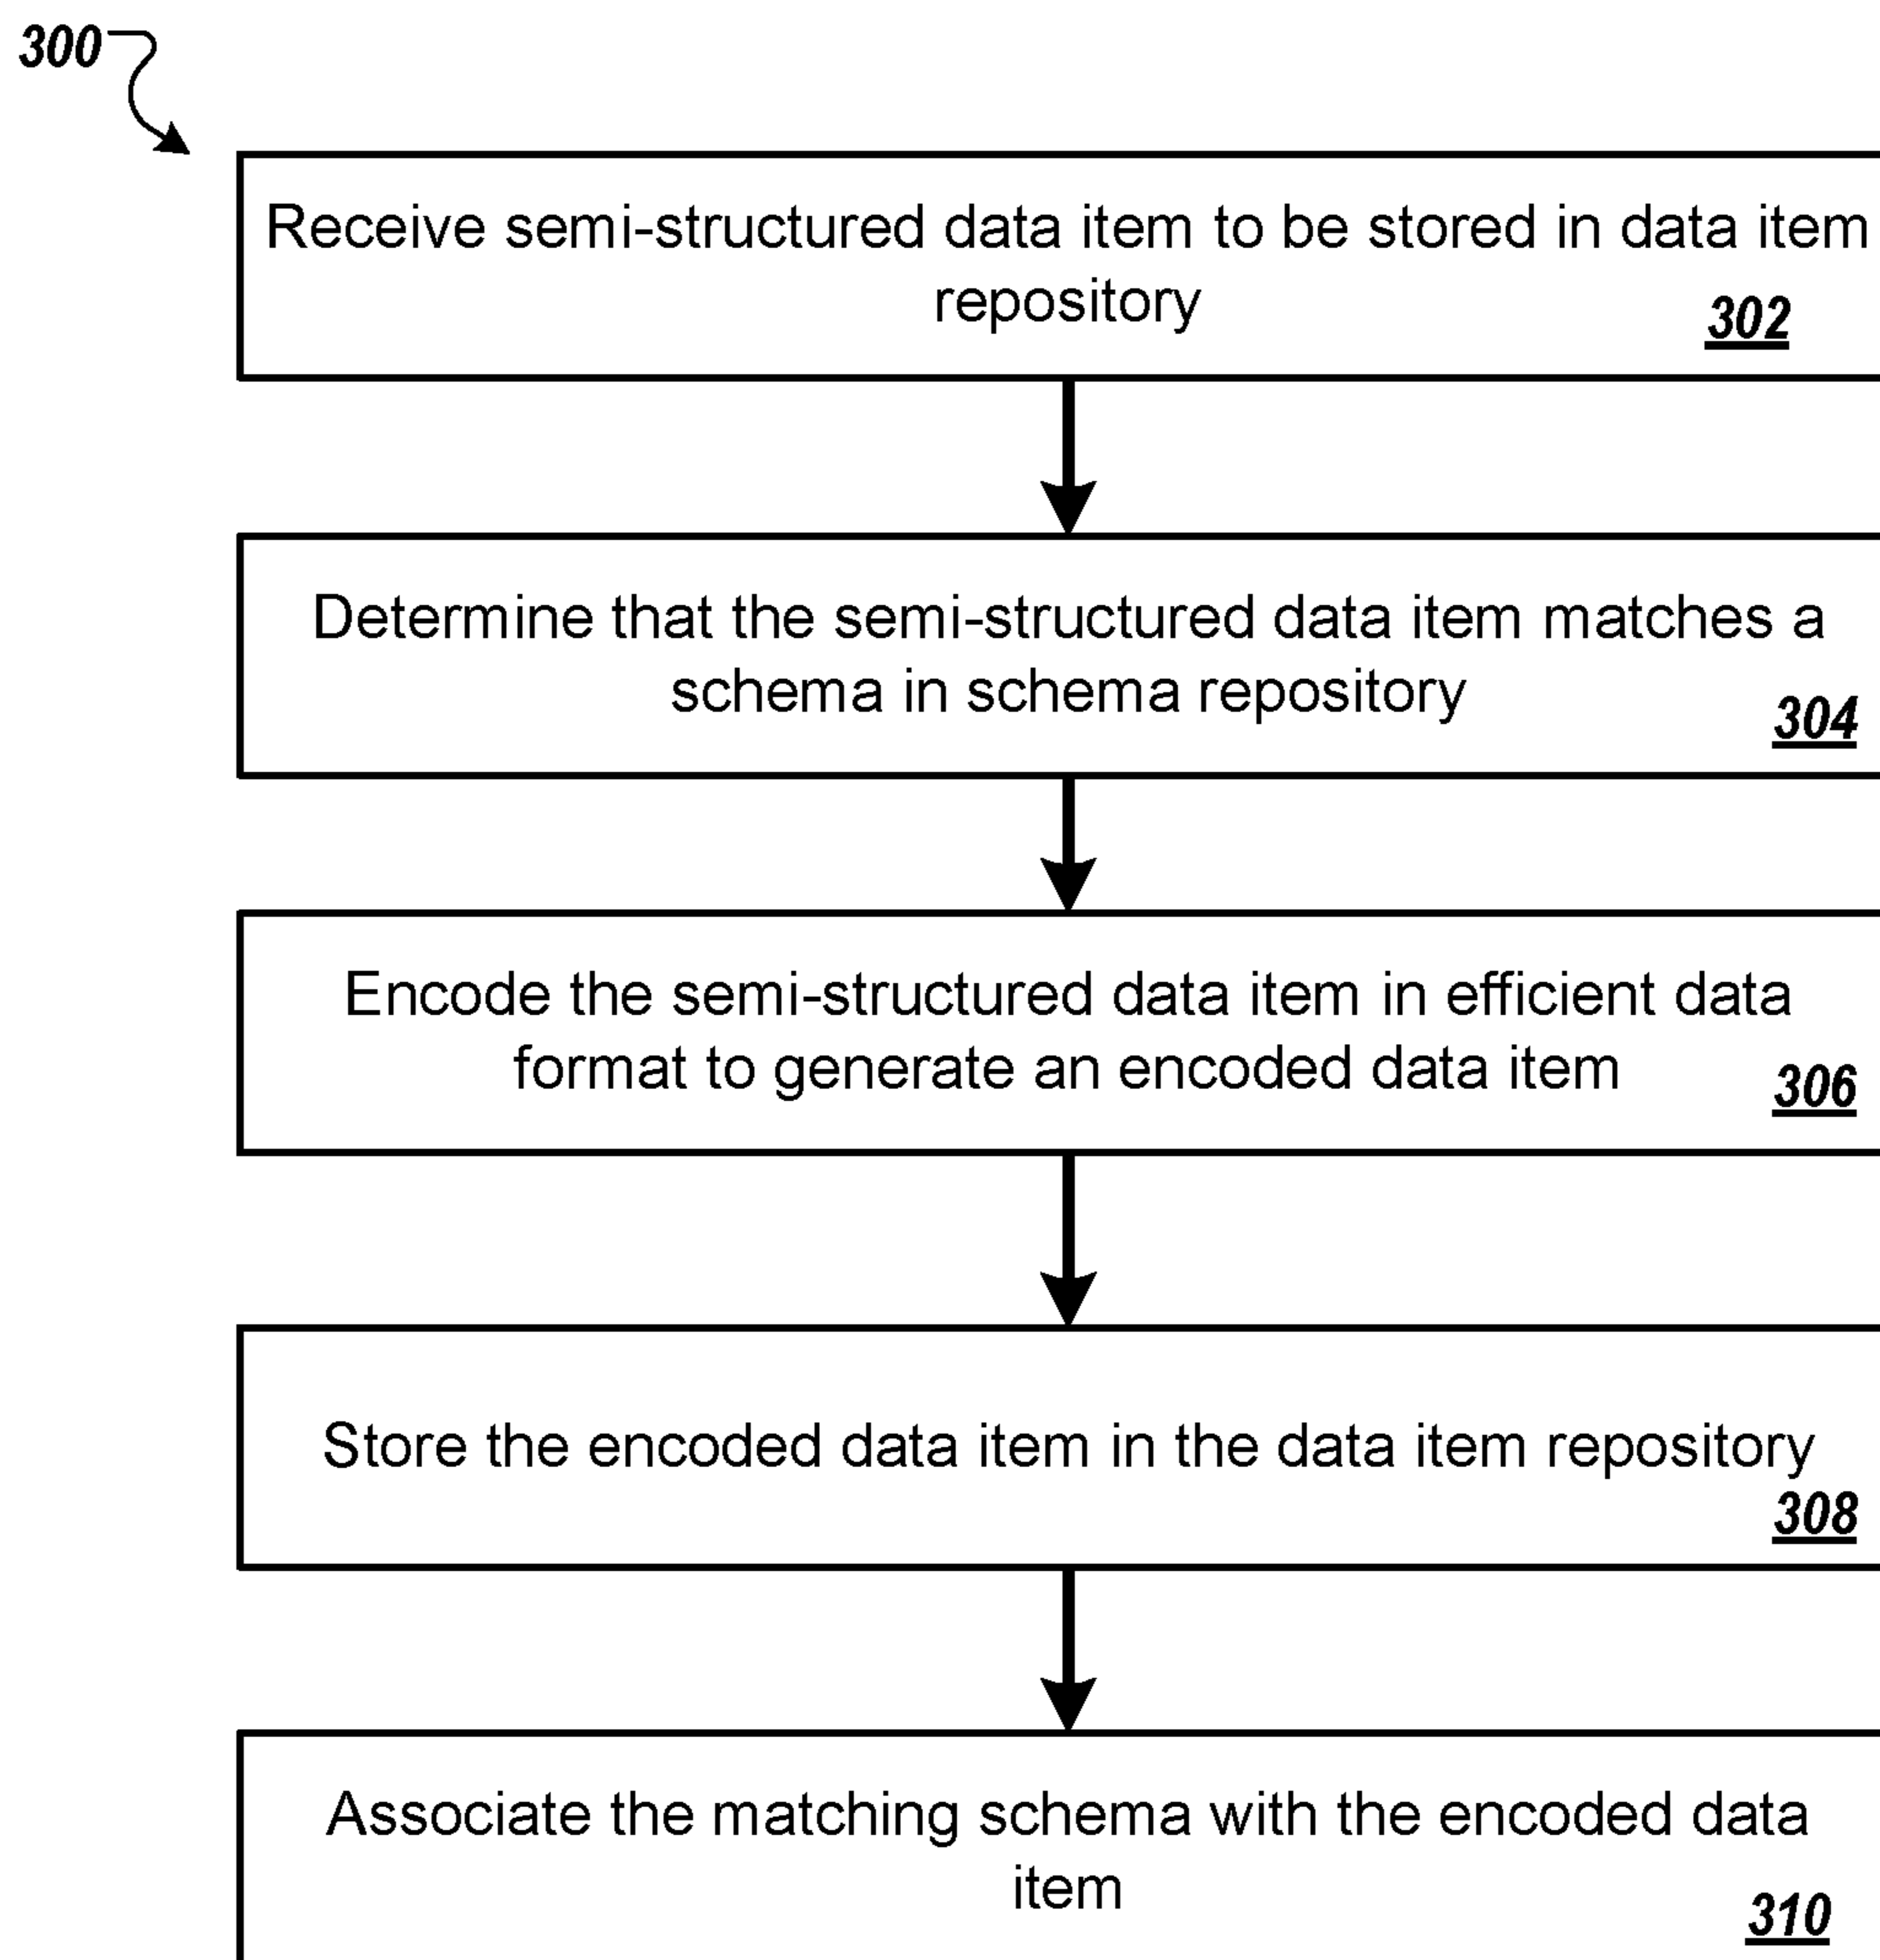 300
Receive semi-structured data item to be stored in data item
repository
302
Determine that the semi-structured data item matches a
schema in schema repository
304
Encode the semi-structured data item in efficient data
format to generate an encoded data item
306
Store the encoded data item in the data item repository
308
Associate the matching schema with the encoded data
item
310